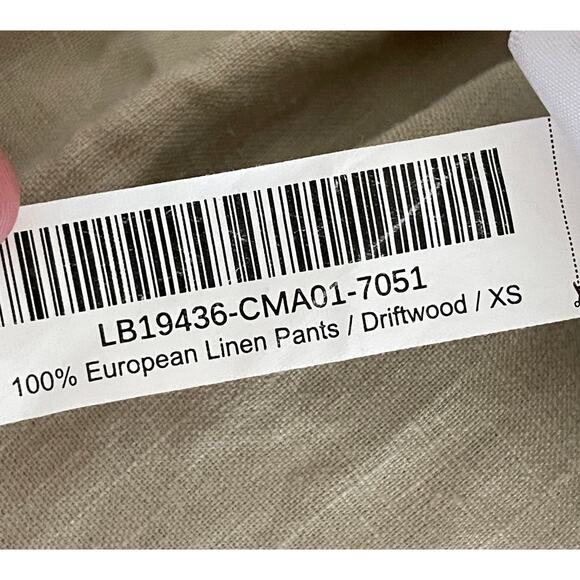 LB19436-CMA01-7051
100% European Linen Pants / Driftwood / XS